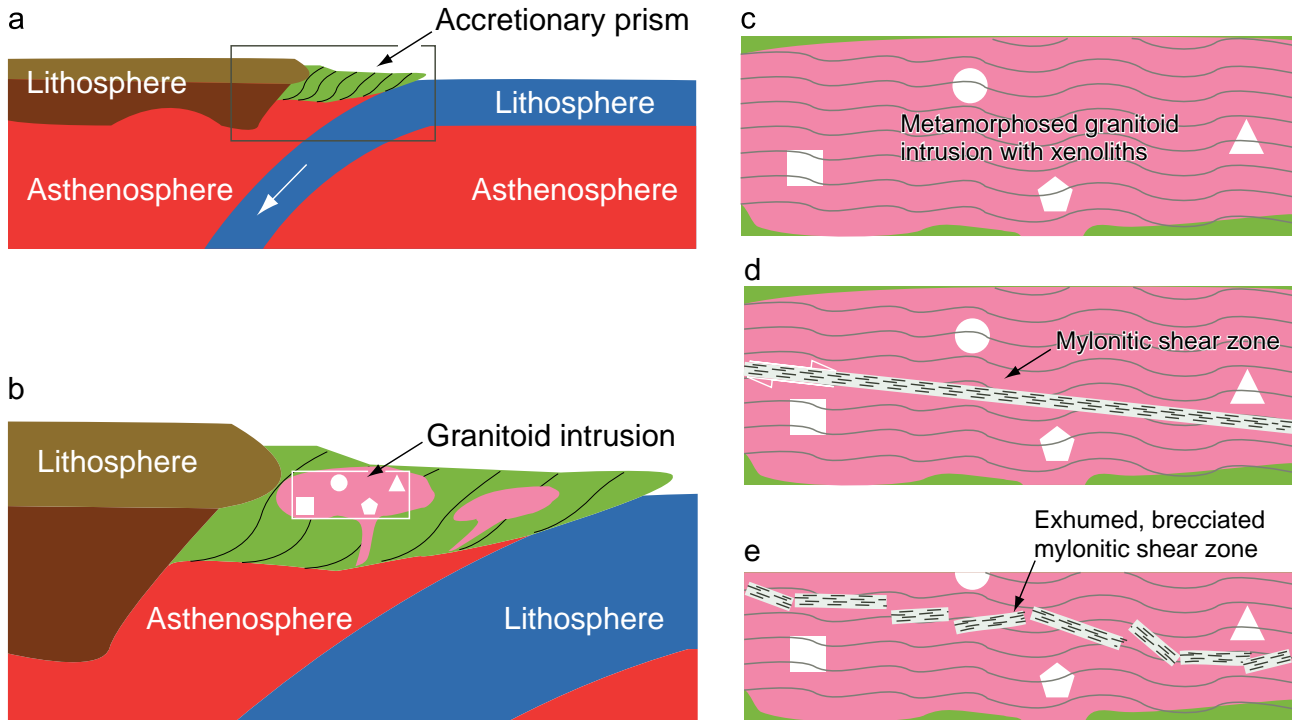 a
Accretionary prism
Lithosphere
Lithosphere
Asthenosphere
Asthenosphere
b
Granitoid intrusion
Lithosphere
Asthenosphere
Lithosphere
c
Metamorphosed granitoid
intrusion with xenoliths
d
Mylonitic shear zone
e
Exhumed, brecciated
mylonitic shear zone